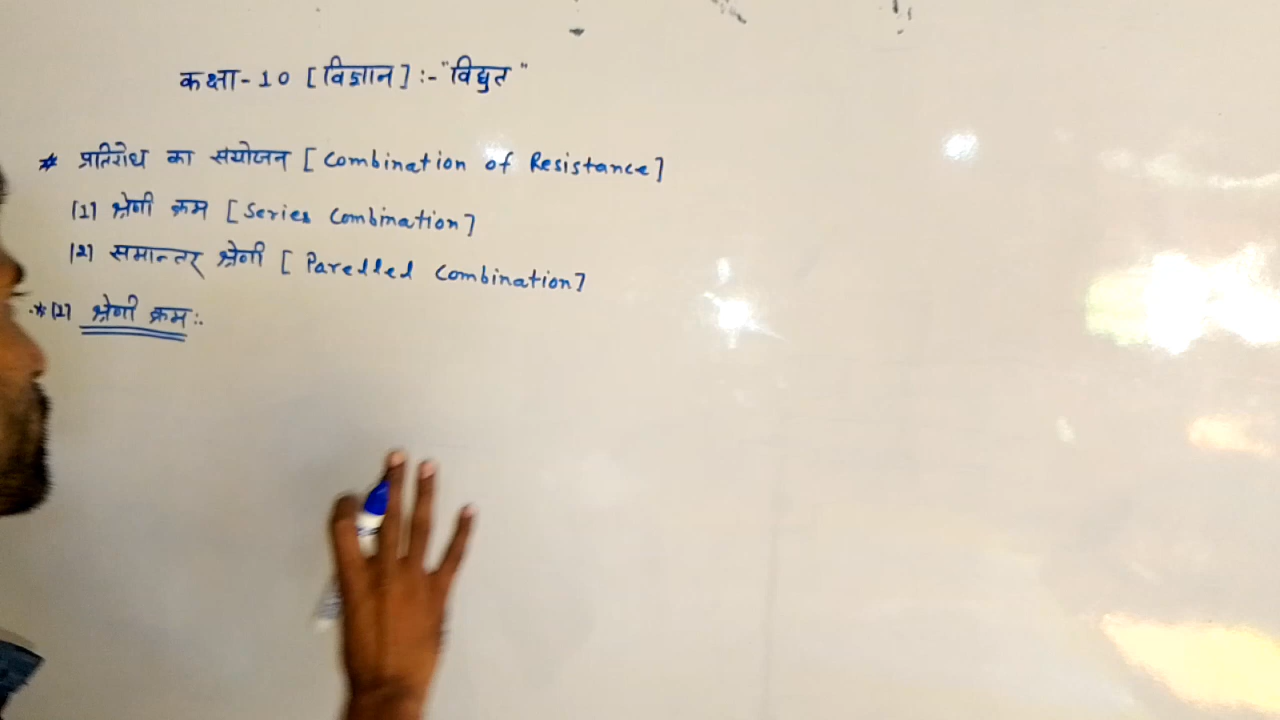 कक्षा-10 [विज्ञान] :- "विद्युत"
# प्रतिरोध का संयोजन [Combination of Resistance]
(1) श्रेणी क्रम [Series Combination]
(2) समान्तर श्रेणी [Parelled Combination]
*(1) श्रेणी क्रम :-